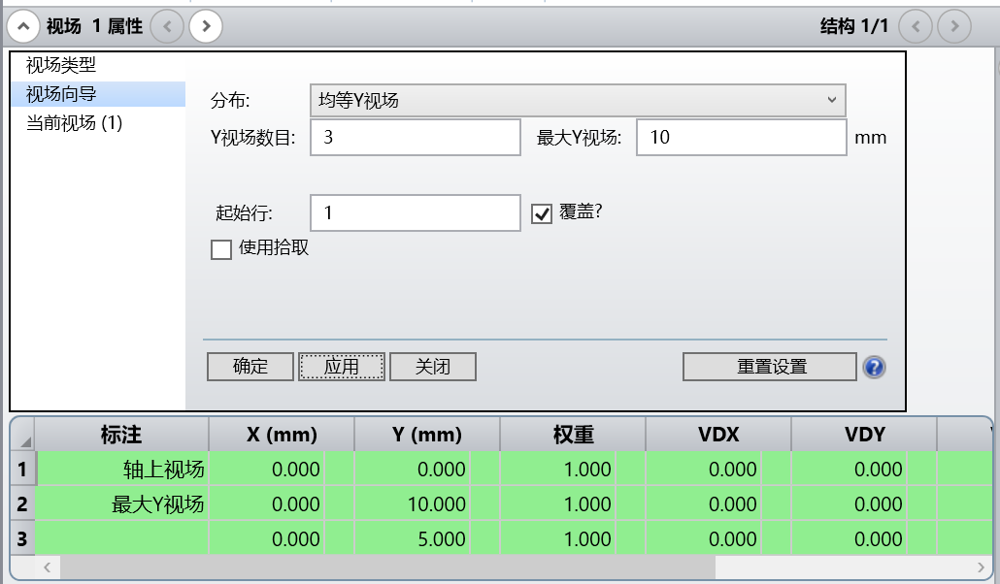 视场 1 属性 结构 1/1
视场类型
视场向导
当前视场 (1)
分布: 均等Y视场
Y视场数目: 3 最大Y视场: 10 mm
起始行: 1 覆盖?
使用拾取
确定 应用 关闭 重置设置 ?
标注 X (mm) Y (mm) 权重 VDX VDY
1 轴上视场 0.000 0.000 1.000 0.000 0.000
2 最大Y视场 0.000 10.000 1.000 0.000 0.000
3 0.000 5.000 1.000 0.000 0.000